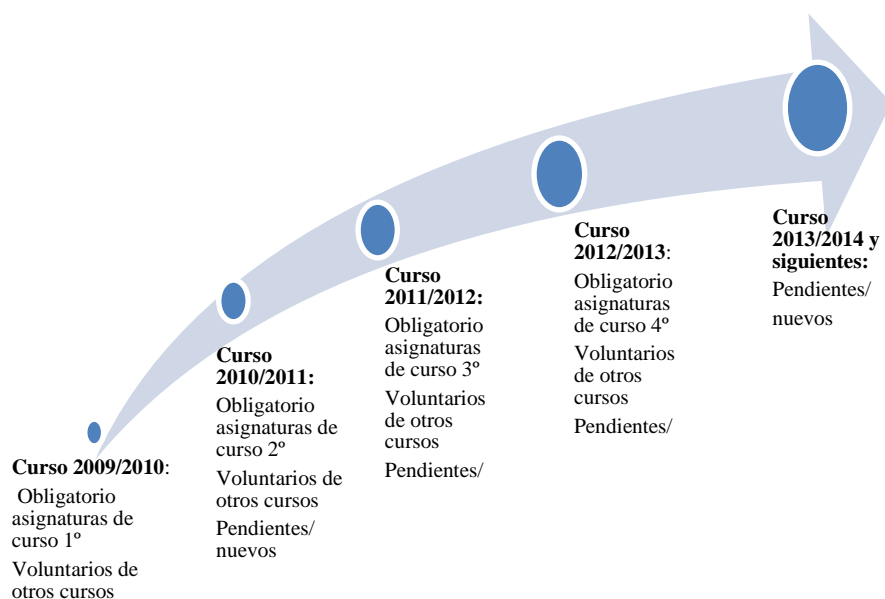 Curso 2009/2010:
Obligatorio
asignaturas de
curso 1º
Voluntarios de
otros cursos
Curso
2010/2011:
Obligatorio
asignaturas de
curso 2º
Voluntarios de
otros cursos
Pendientes/
nuevos
Curso
2011/2012:
Obligatorio
asignaturas
de curso 3º
Voluntarios
de otros
cursos
Pendientes/
Curso
2012/2013:
Obligatorio
asignaturas
de curso 4º
Voluntarios
de otros
cursos
Pendientes/
Curso
2013/2014 y
siguientes:
Pendientes/
nuevos